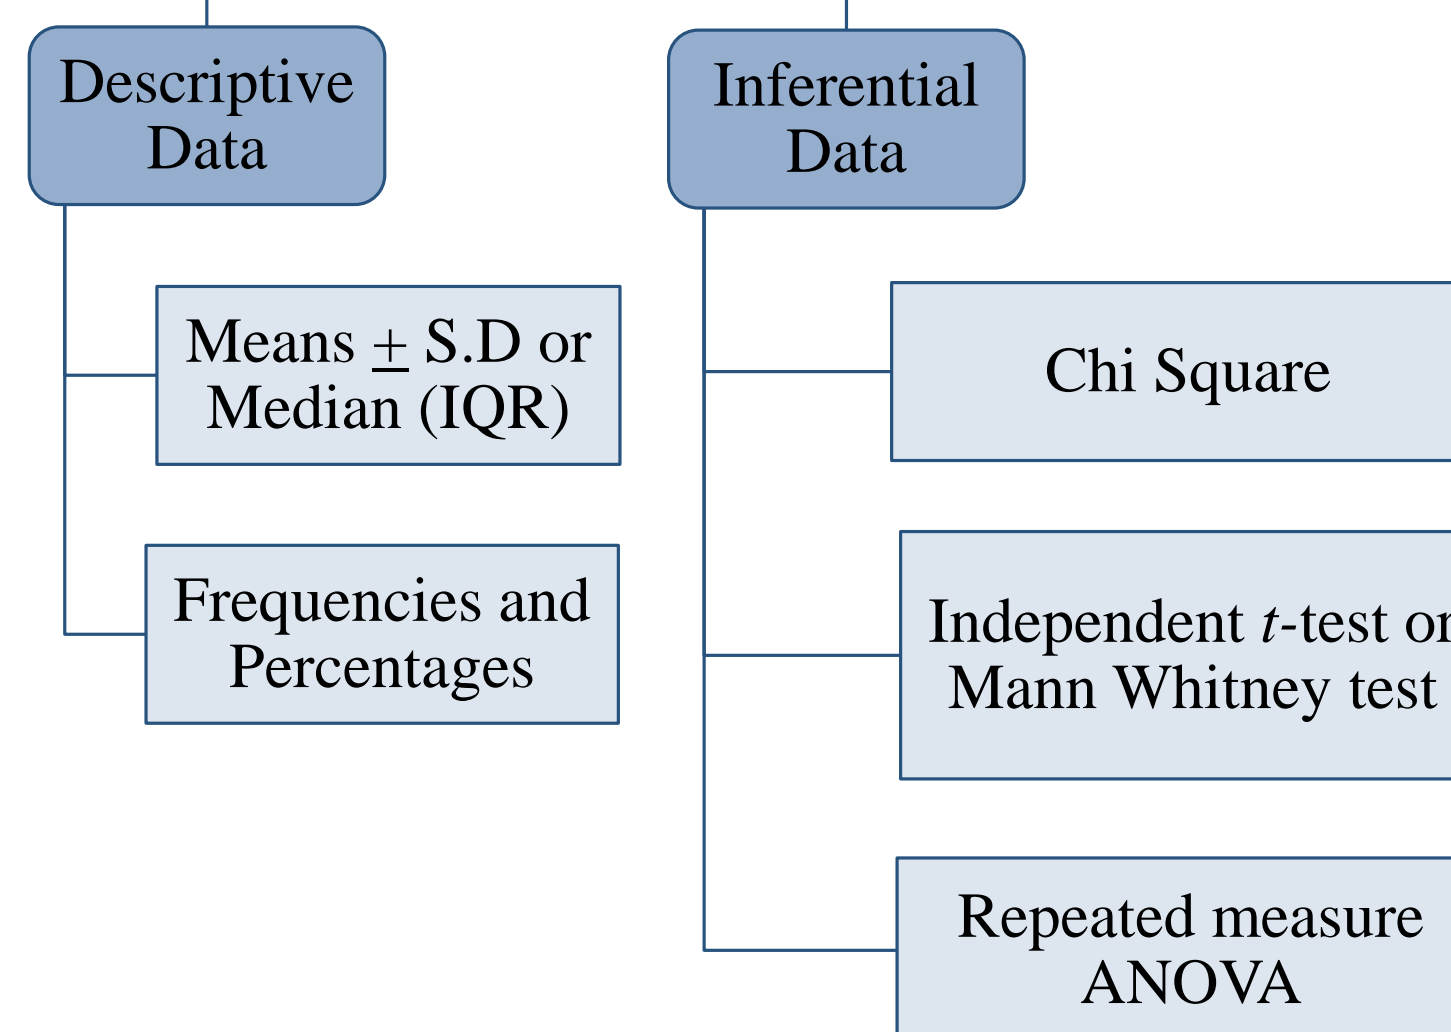 Descriptive
Data
Means ± S.D or
Median (IQR)
Frequencies and
Percentages
Inferential
Data
Chi Square
Independent t-test or
Mann Whitney test
Repeated measure
ANOVA